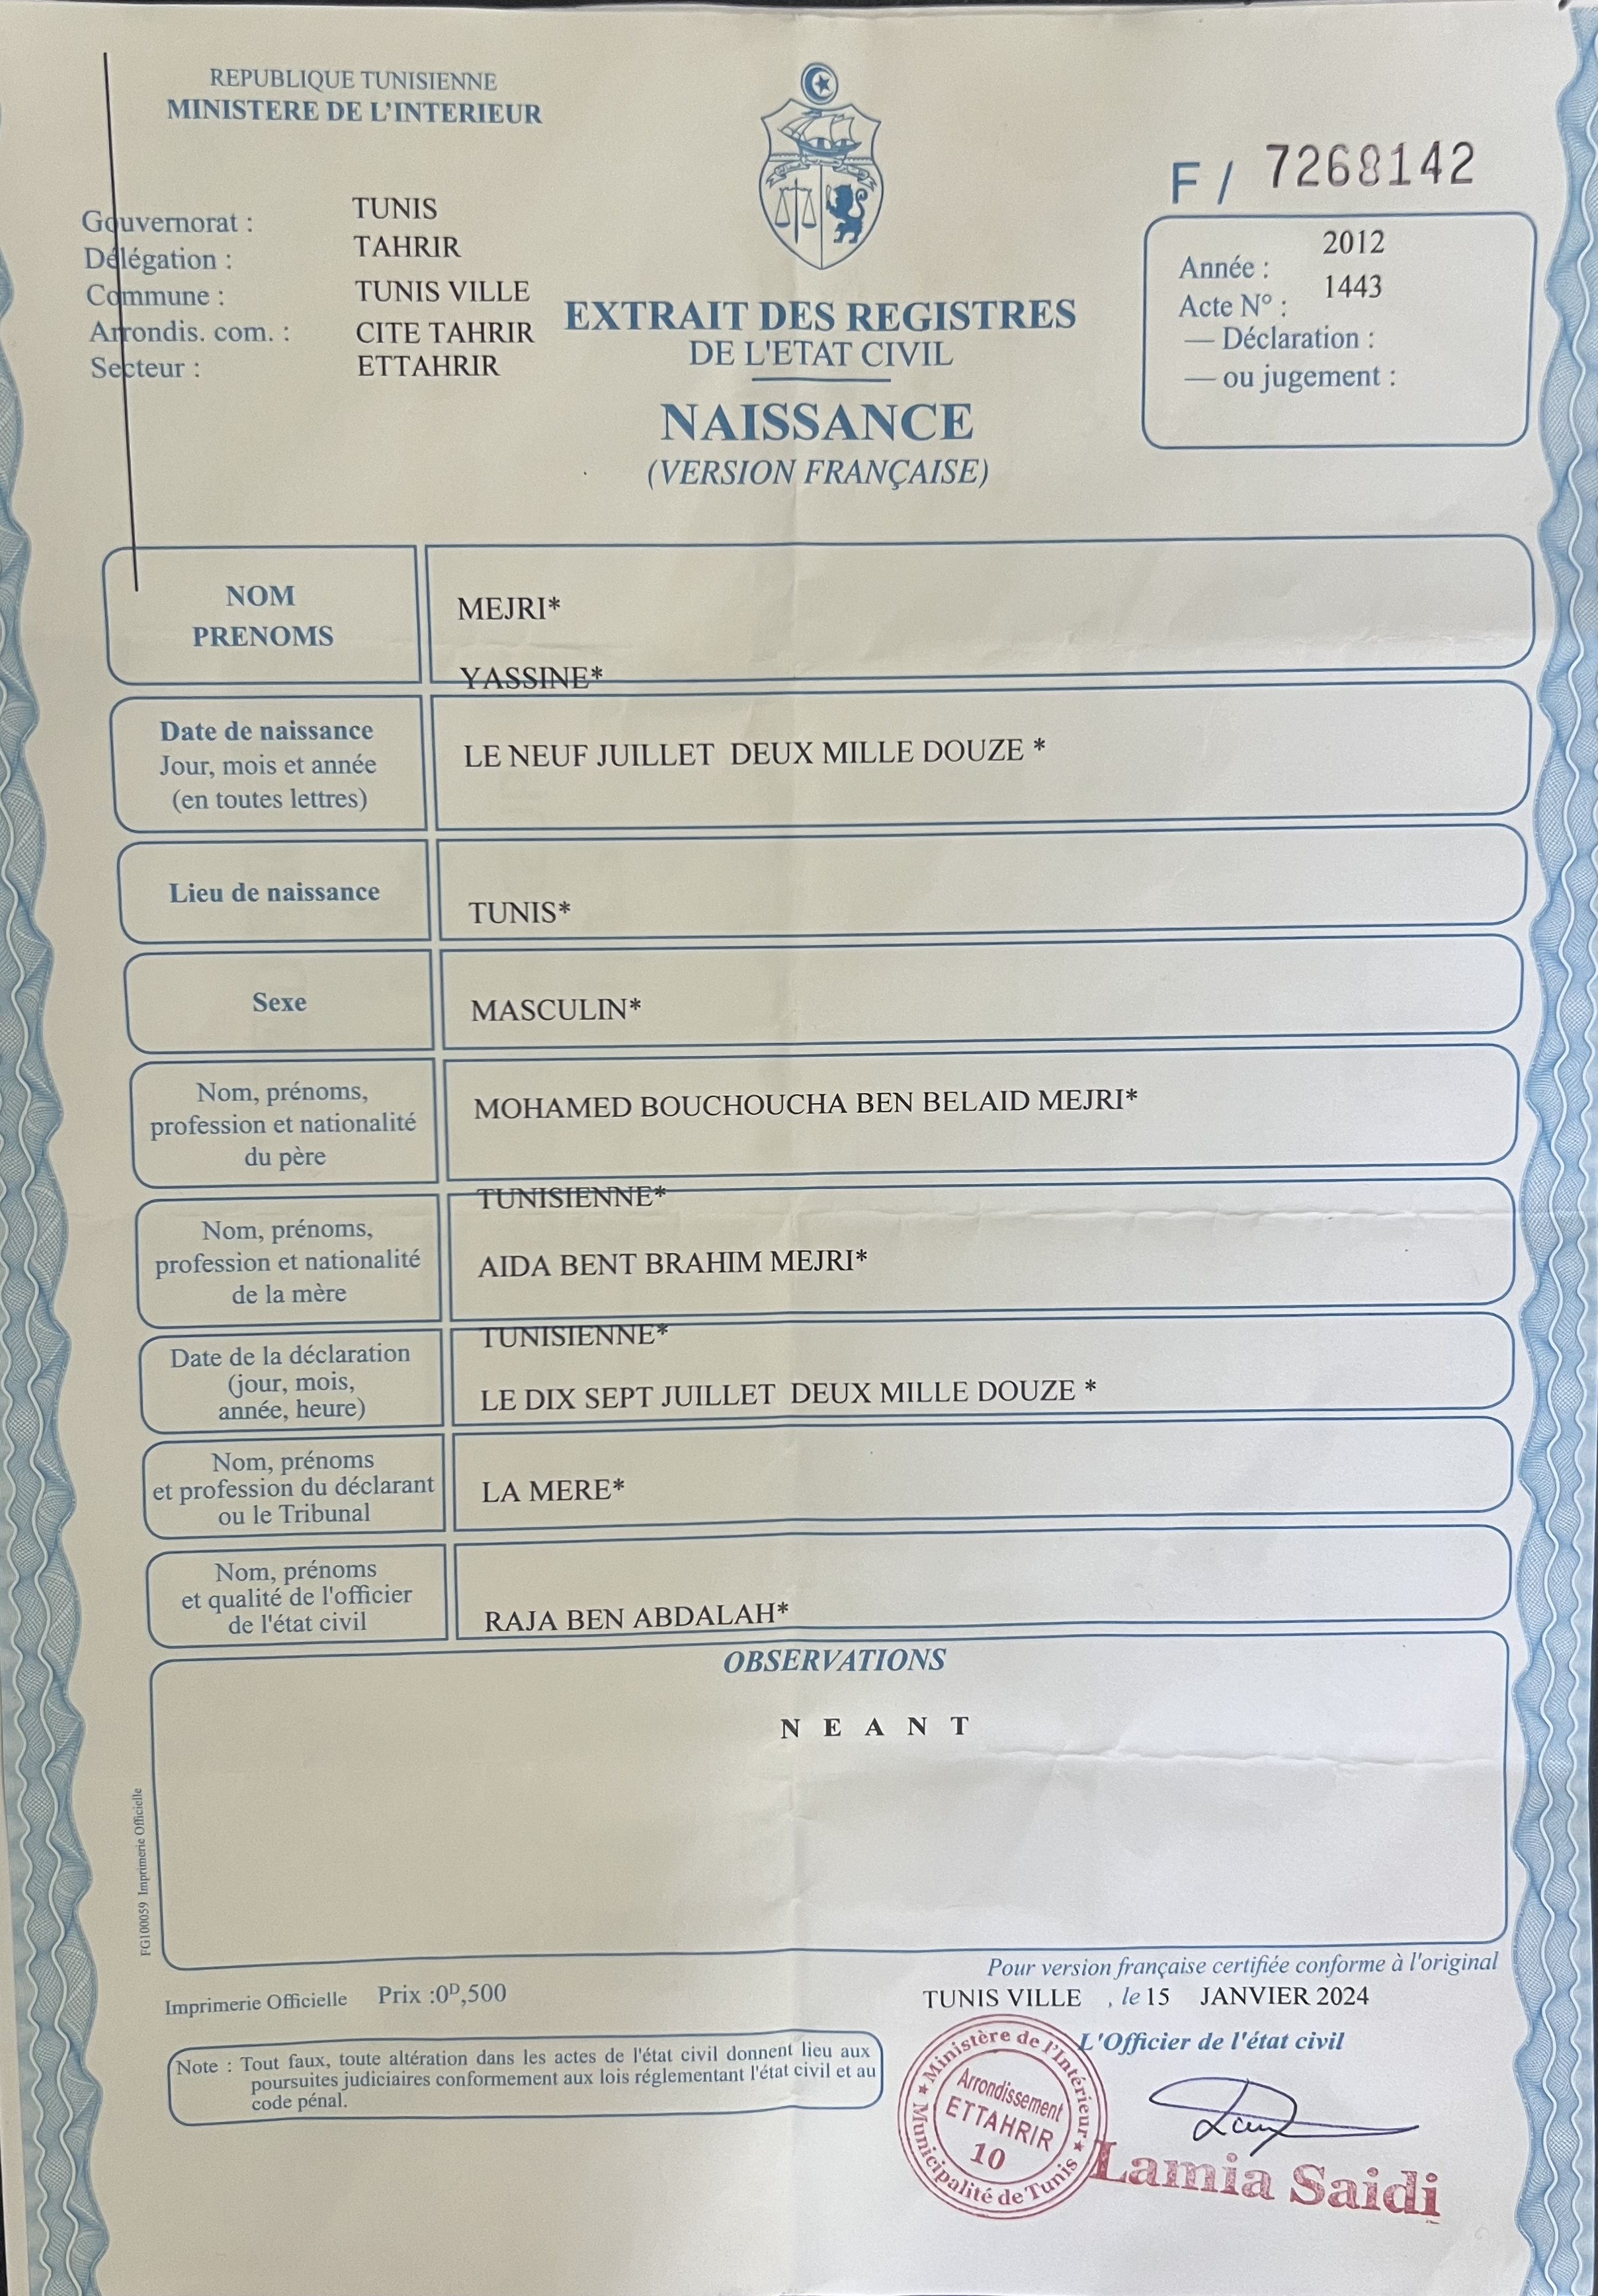 REPUBLIQUE TUNISIENNE
MINISTERE DE L'INTERIEUR
Gouvernorat : TUNIS
Délégation : TAHRIR
Commune : TUNIS VILLE
Arrondis. com. : CITE TAHRIR
Secteur : ETTAHRIR
F / 7268142
Année : 2012
Acte N° : 1443
— Déclaration :
— ou jugement :
EXTRAIT DES REGISTRES
DE L'ETAT CIVIL
NAISSANCE
(VERSION FRANÇAISE)
NOM
PRENOMS
MEJRI*
YASSINE*
Date de naissance
Jour, mois et année
(en toutes lettres)
LE NEUF JUILLET DEUX MILLE DOUZE *
Lieu de naissance
TUNIS*
Sexe
MASCULIN*
Nom, prénoms,
profession et nationalité
du père
MOHAMED BOUCHOUCHA BEN BELAID MEJRI*
TUNISIENNE*
Nom, prénoms,
profession et nationalité
de la mère
AIDA BENT BRAHIM MEJRI*
TUNISIENNE*
Date de la déclaration
(jour, mois,
année, heure)
LE DIX SEPT JUILLET DEUX MILLE DOUZE *
Nom, prénoms
et profession du déclarant
ou le Tribunal
LA MERE*
Nom, prénoms
et qualité de l'officier
de l'état civil
RAJA BEN ABDALAH*
OBSERVATIONS
N E A N T
FG100059 Imprimerie Officielle
Imprimerie Officielle Prix :0D,500
Pour version française certifiée conforme à l'original
TUNIS VILLE , le 15 JANVIER 2024
L'Officier de l'état civil
Note : Tout faux, toute altération dans les actes de l'état civil donnent lieu aux
poursuites judiciaires conformement aux lois réglementant l'état civil et au
code pénal.
Ministère de l'Intérieur
Municipalité de Tunis
Arrondissement
ETTAHRIR
10
Lamia Saidi